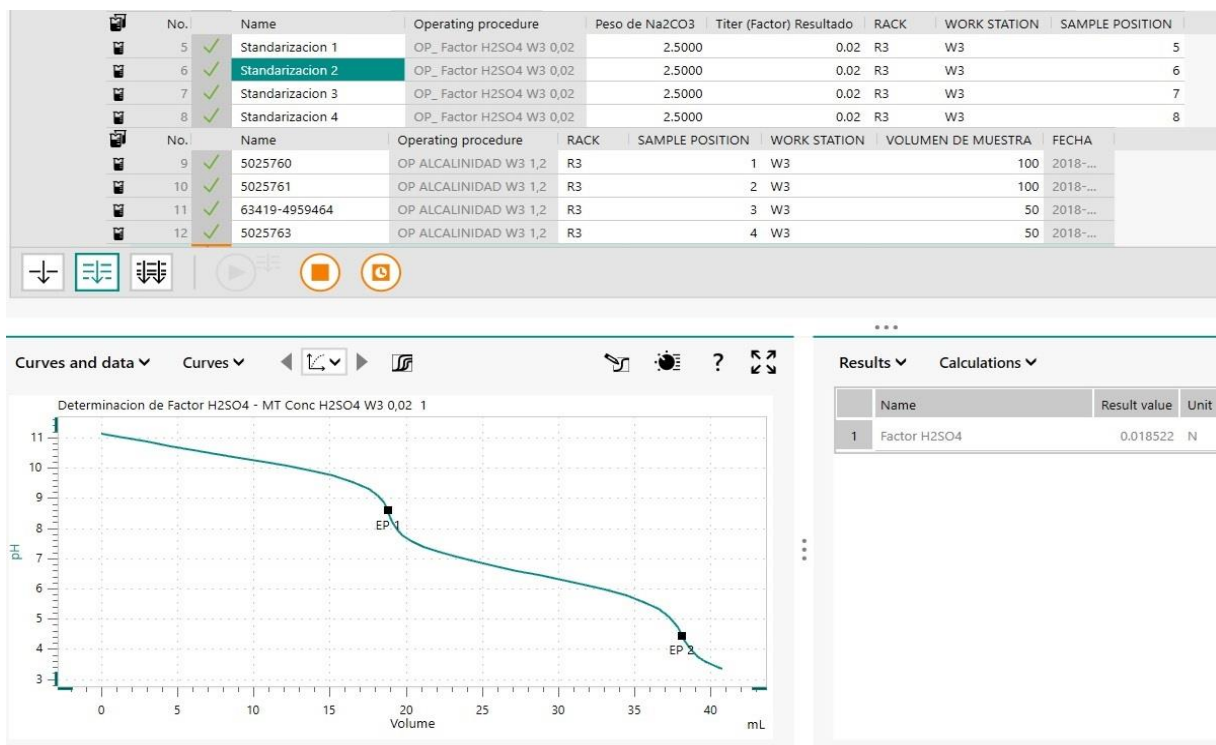 No. Name Operating procedure Peso de Na2CO3 Titer (Factor) Resultado RACK WORK STATION SAMPLE POSITION
5 Standarizacion 1 OP_ Factor H2SO4 W3 0,02 2.5000 0.02 R3 W3 5
6 Standarizacion 2 OP_ Factor H2SO4 W3 0,02 2.5000 0.02 R3 W3 6
7 Standarizacion 3 OP_ Factor H2SO4 W3 0,02 2.5000 0.02 R3 W3 7
8 Standarizacion 4 OP_ Factor H2SO4 W3 0,02 2.5000 0.02 R3 W3 8
No. Name Operating procedure RACK SAMPLE POSITION WORK STATION VOLUMEN DE MUESTRA FECHA
9 5025760 OP ALCALINIDAD W3 1,2 R3 1 W3 100 2018-...
10 5025761 OP ALCALINIDAD W3 1,2 R3 2 W3 100 2018-...
11 63419-4959464 OP ALCALINIDAD W3 1,2 R3 3 W3 50 2018-...
12 5025763 OP ALCALINIDAD W3 1,2 R3 4 W3 50 2018-...
Curves and data Curves ? Results Calculations
Determinacion de Factor H2SO4 - MT Conc H2SO4 W3 0,02 1
Name Result value Unit
1 Factor H2SO4 0.018522 N
11
10
9
EP 1
8
pH
7
6
5
EP 2
4
3
0 5 10 15 20 25 30 35 40
Volume mL